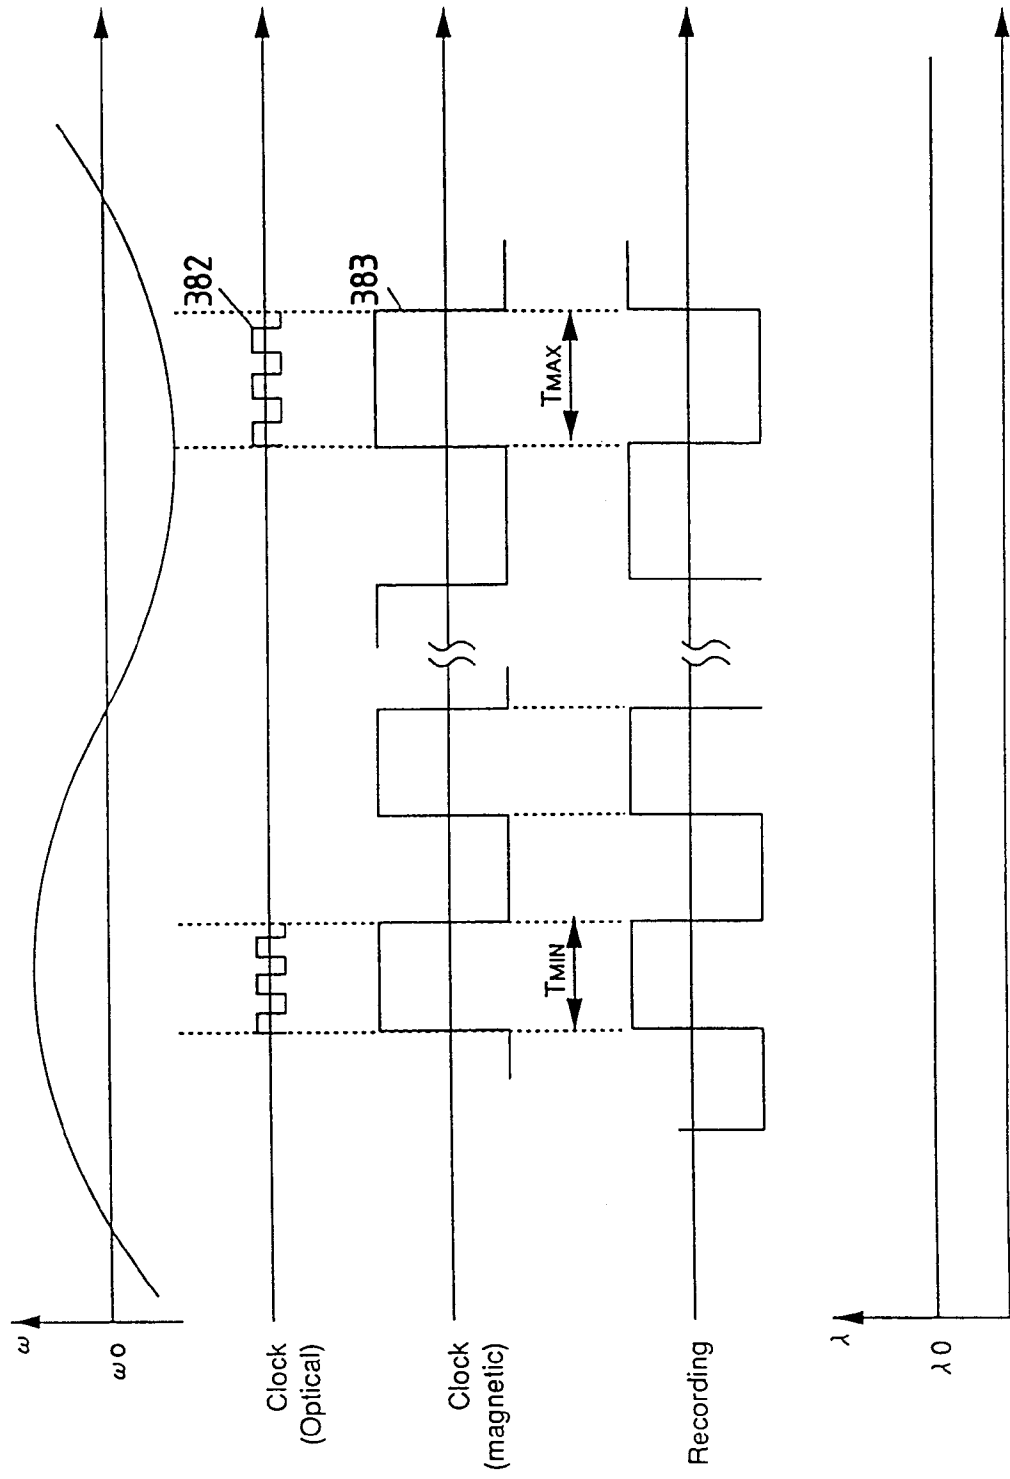 ω
ωo
Clock
(Optical)
382
Clock
(magnetic)
383
TMIN
TMAX
Recording
λ
λ0